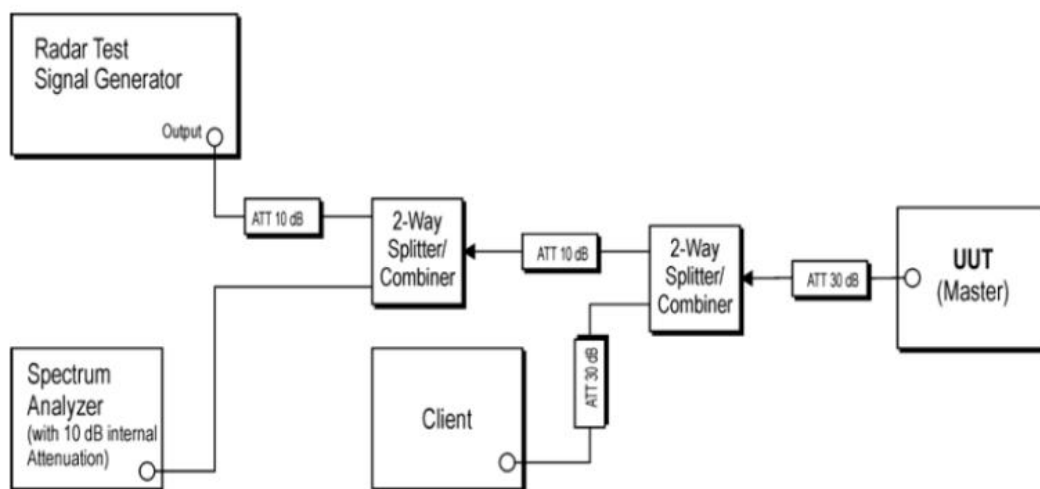 Radar Test
Signal Generator
Output
ATT 10 dB
2-Way
Splitter/
Combiner
ATT 10 dB
2-Way
Splitter/
Combiner
ATT 30 dB
UUT
(Master)
Spectrum
Analyzer
(with 10 dB internal
Attenuation)
Client
ATT 30 dB